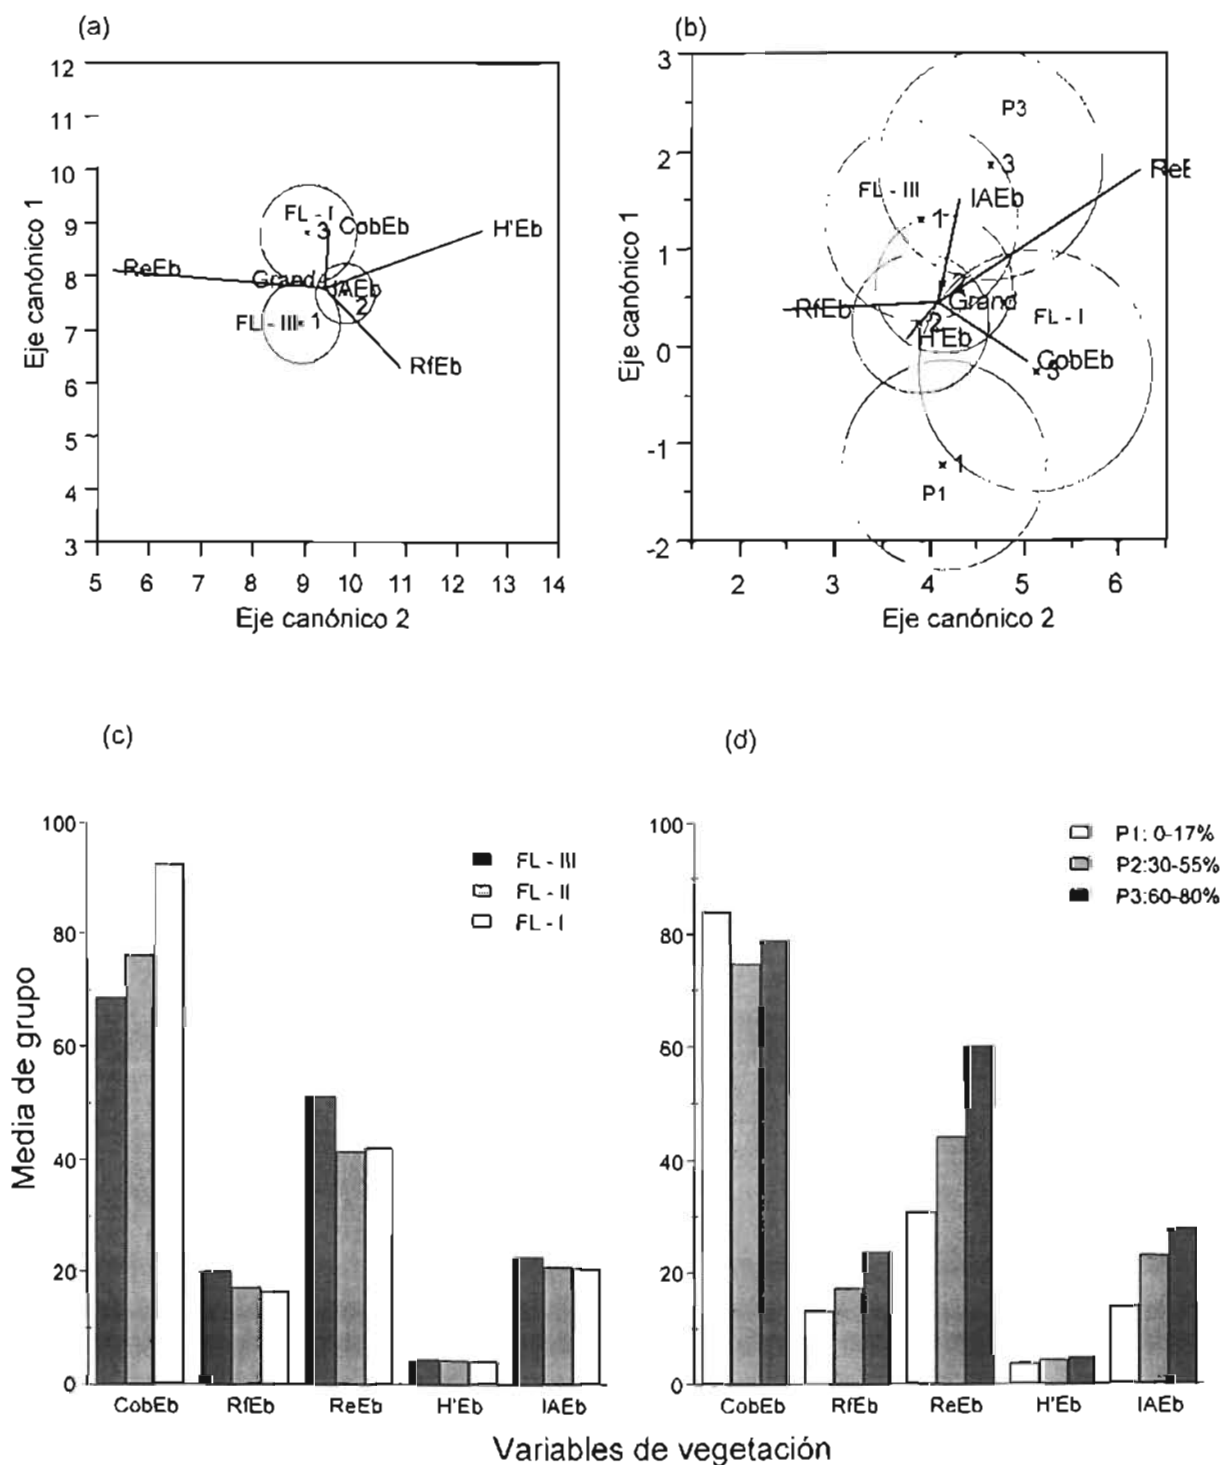 (a)
12
11
10
9
8
7
6
5
4
3
Eje canónico 1
FL - I
3
CobEb
H'Eb
ReEb
Grand
IAEb
2
FL - III
1
RfEb
5 6 7 8 9 10 11 12 13 14
Eje canónico 2
(b)
3
2
1
0
-1
-2
Eje canónico 1
P3
3
FL - III
IAEb
1
2
Grand
RfEb
2
H'Eb
FL - I
CobEb
3
1
P1
2 3 4 5 6
Eje canónico 2
(c)
100
80
60
40
20
0
Media de grupo
FL - III
FL - II
FL - I
CobEb RfEb ReEb H'Eb IAEb
(d)
100
80
60
40
20
0
P1: 0-17%
P2:30-55%
P3:60-80%
CobEb RfEb ReEb H'Eb IAEb
Variables de vegetación